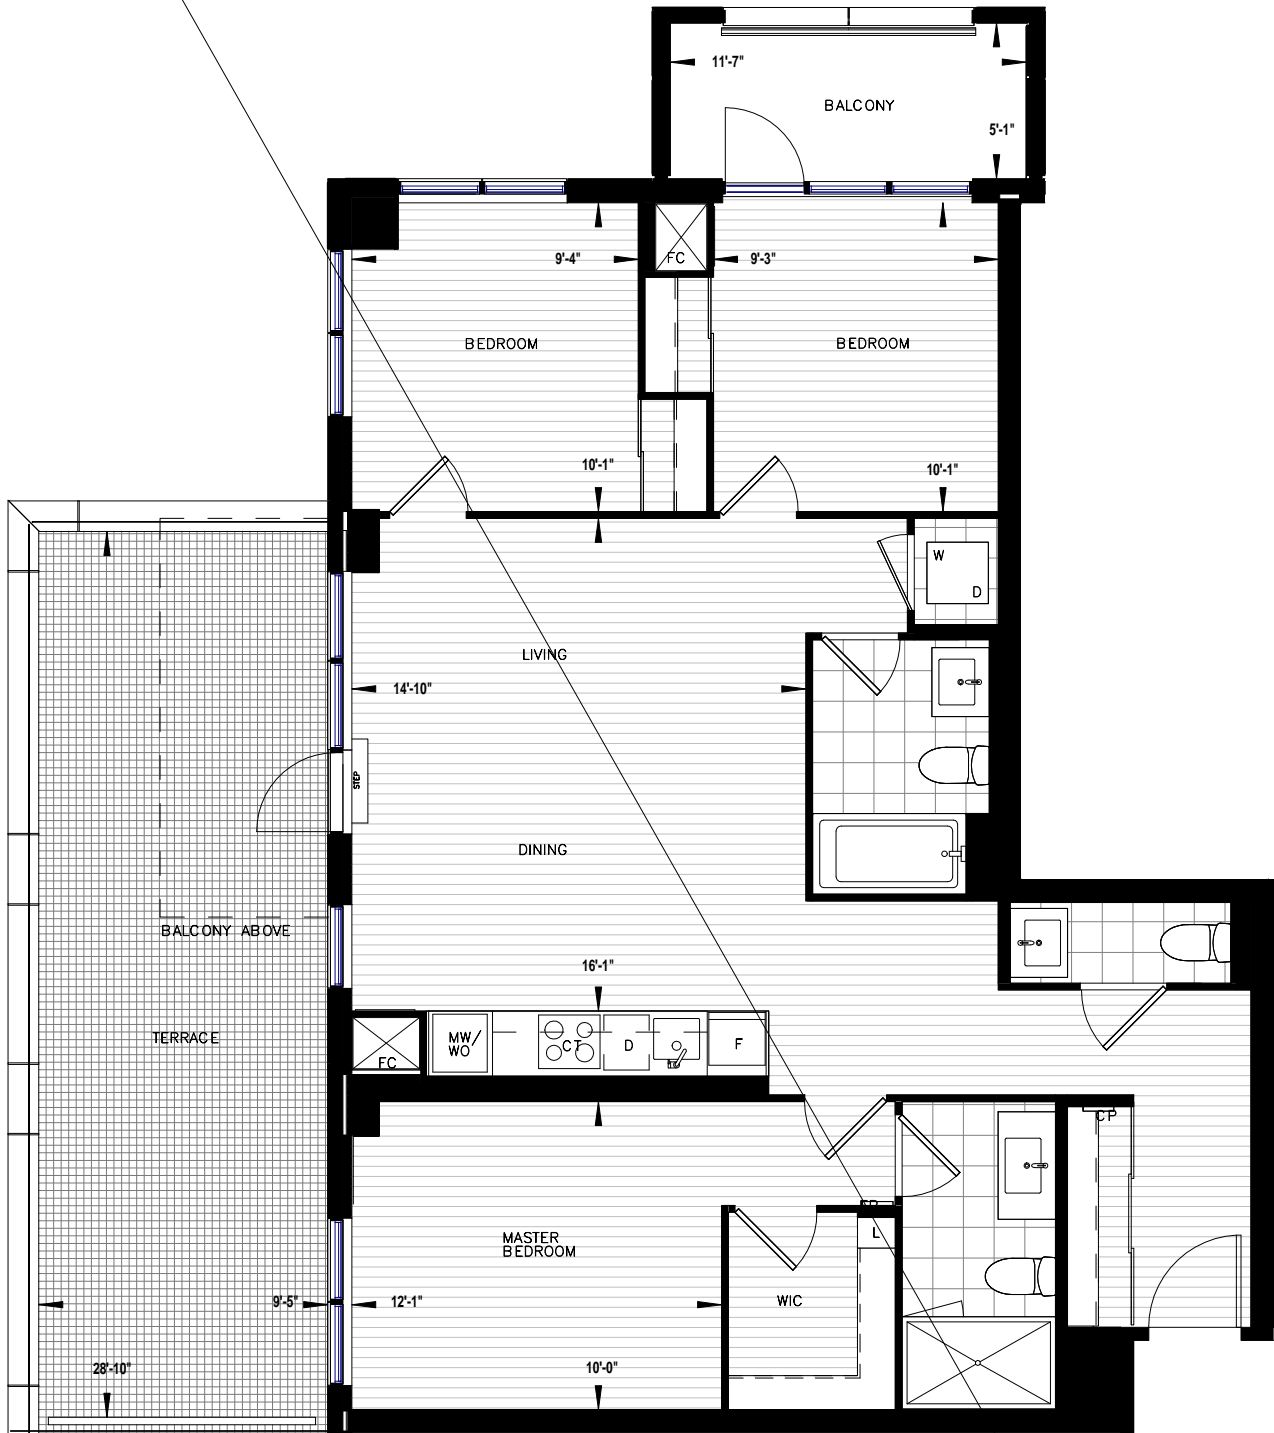 11'-7"
BALCONY
5'-1"
9'-4"
FC
9'-3"
BEDROOM
BEDROOM
10'-1"
10'-1"
W
D
LIVING
14'-10"
STEP
DINING
BALCONY ABOVE
16'-1"
TERRACE
MW/
WO
CT
D
F
FC
CP
MASTER
BEDROOM
L
9'-5"
12'-1"
WIC
28'-10"
10'-0"